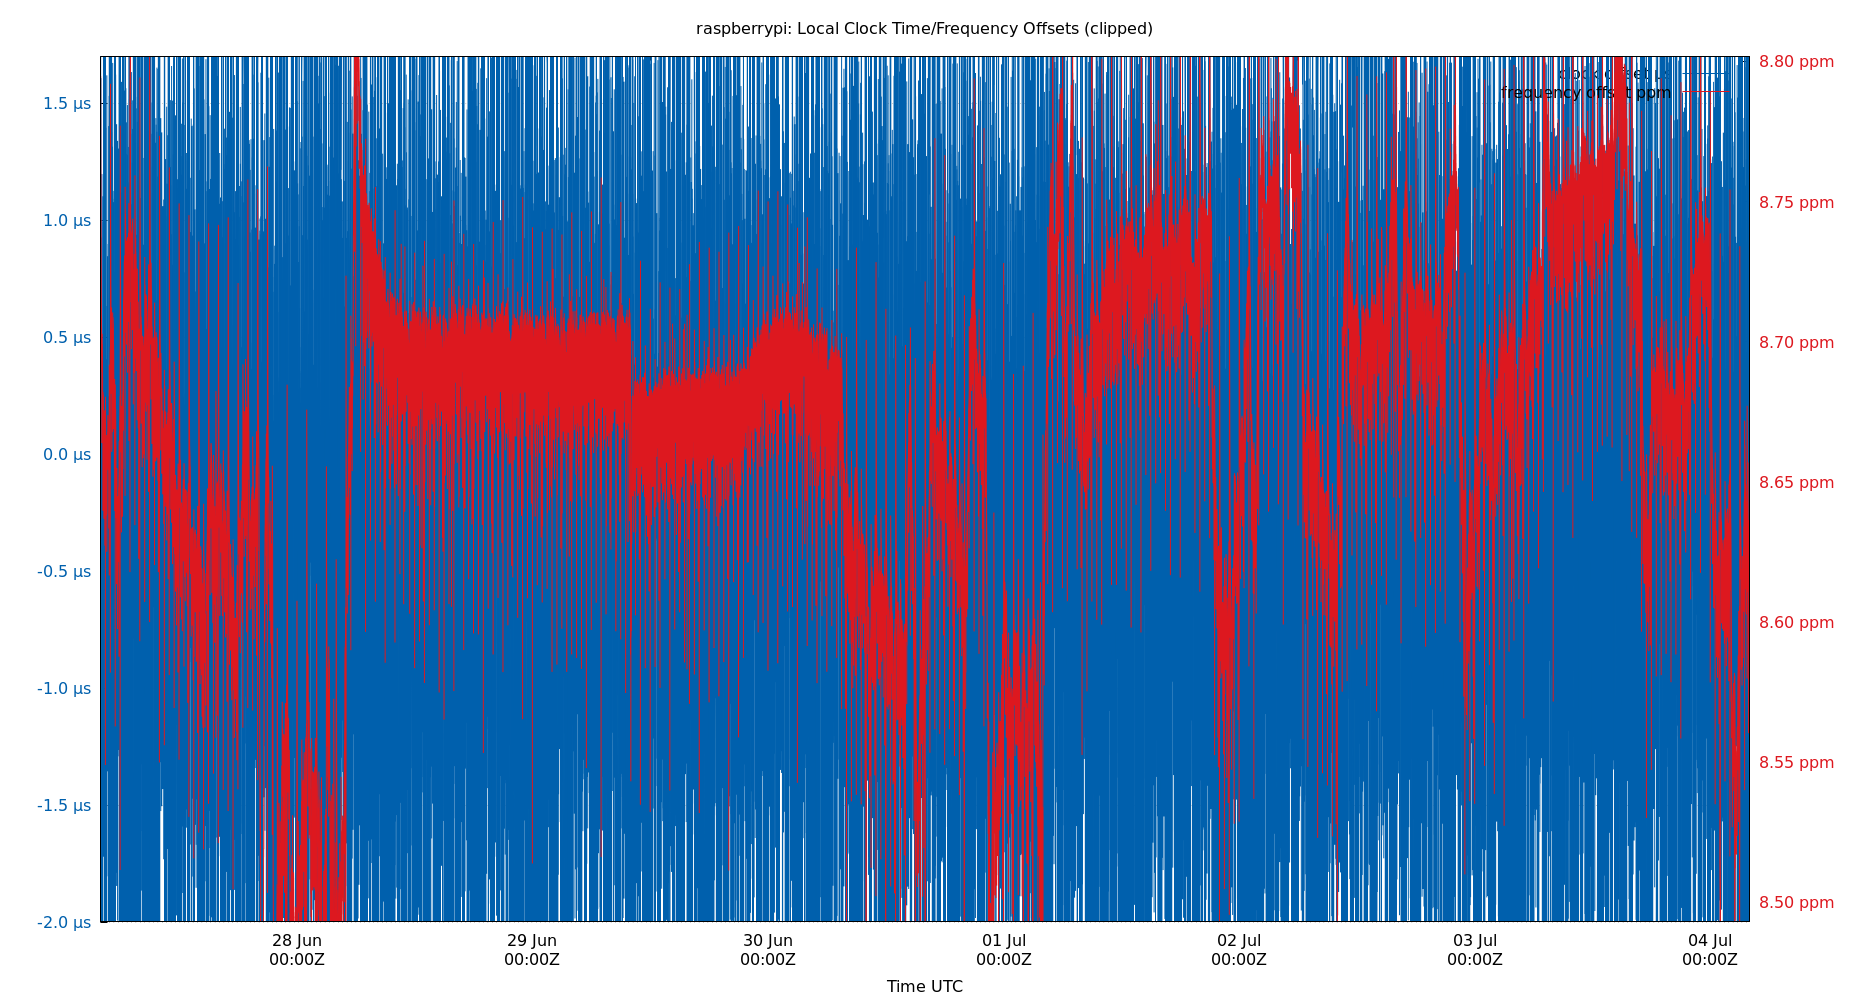 raspberrypi: Local Clock Time/Frequency Offsets (clipped)
clock offset µs
frequency offset ppm
1.5 µs
1.0 µs
0.5 µs
0.0 µs
-0.5 µs
-1.0 µs
-1.5 µs
-2.0 µs
8.80 ppm
8.75 ppm
8.70 ppm
8.65 ppm
8.60 ppm
8.55 ppm
8.50 ppm
28 Jun 29 Jun 30 Jun 01 Jul 02 Jul 03 Jul 04 Jul
00:00Z 00:00Z 00:00Z 00:00Z 00:00Z 00:00Z 00:00Z
Time UTC